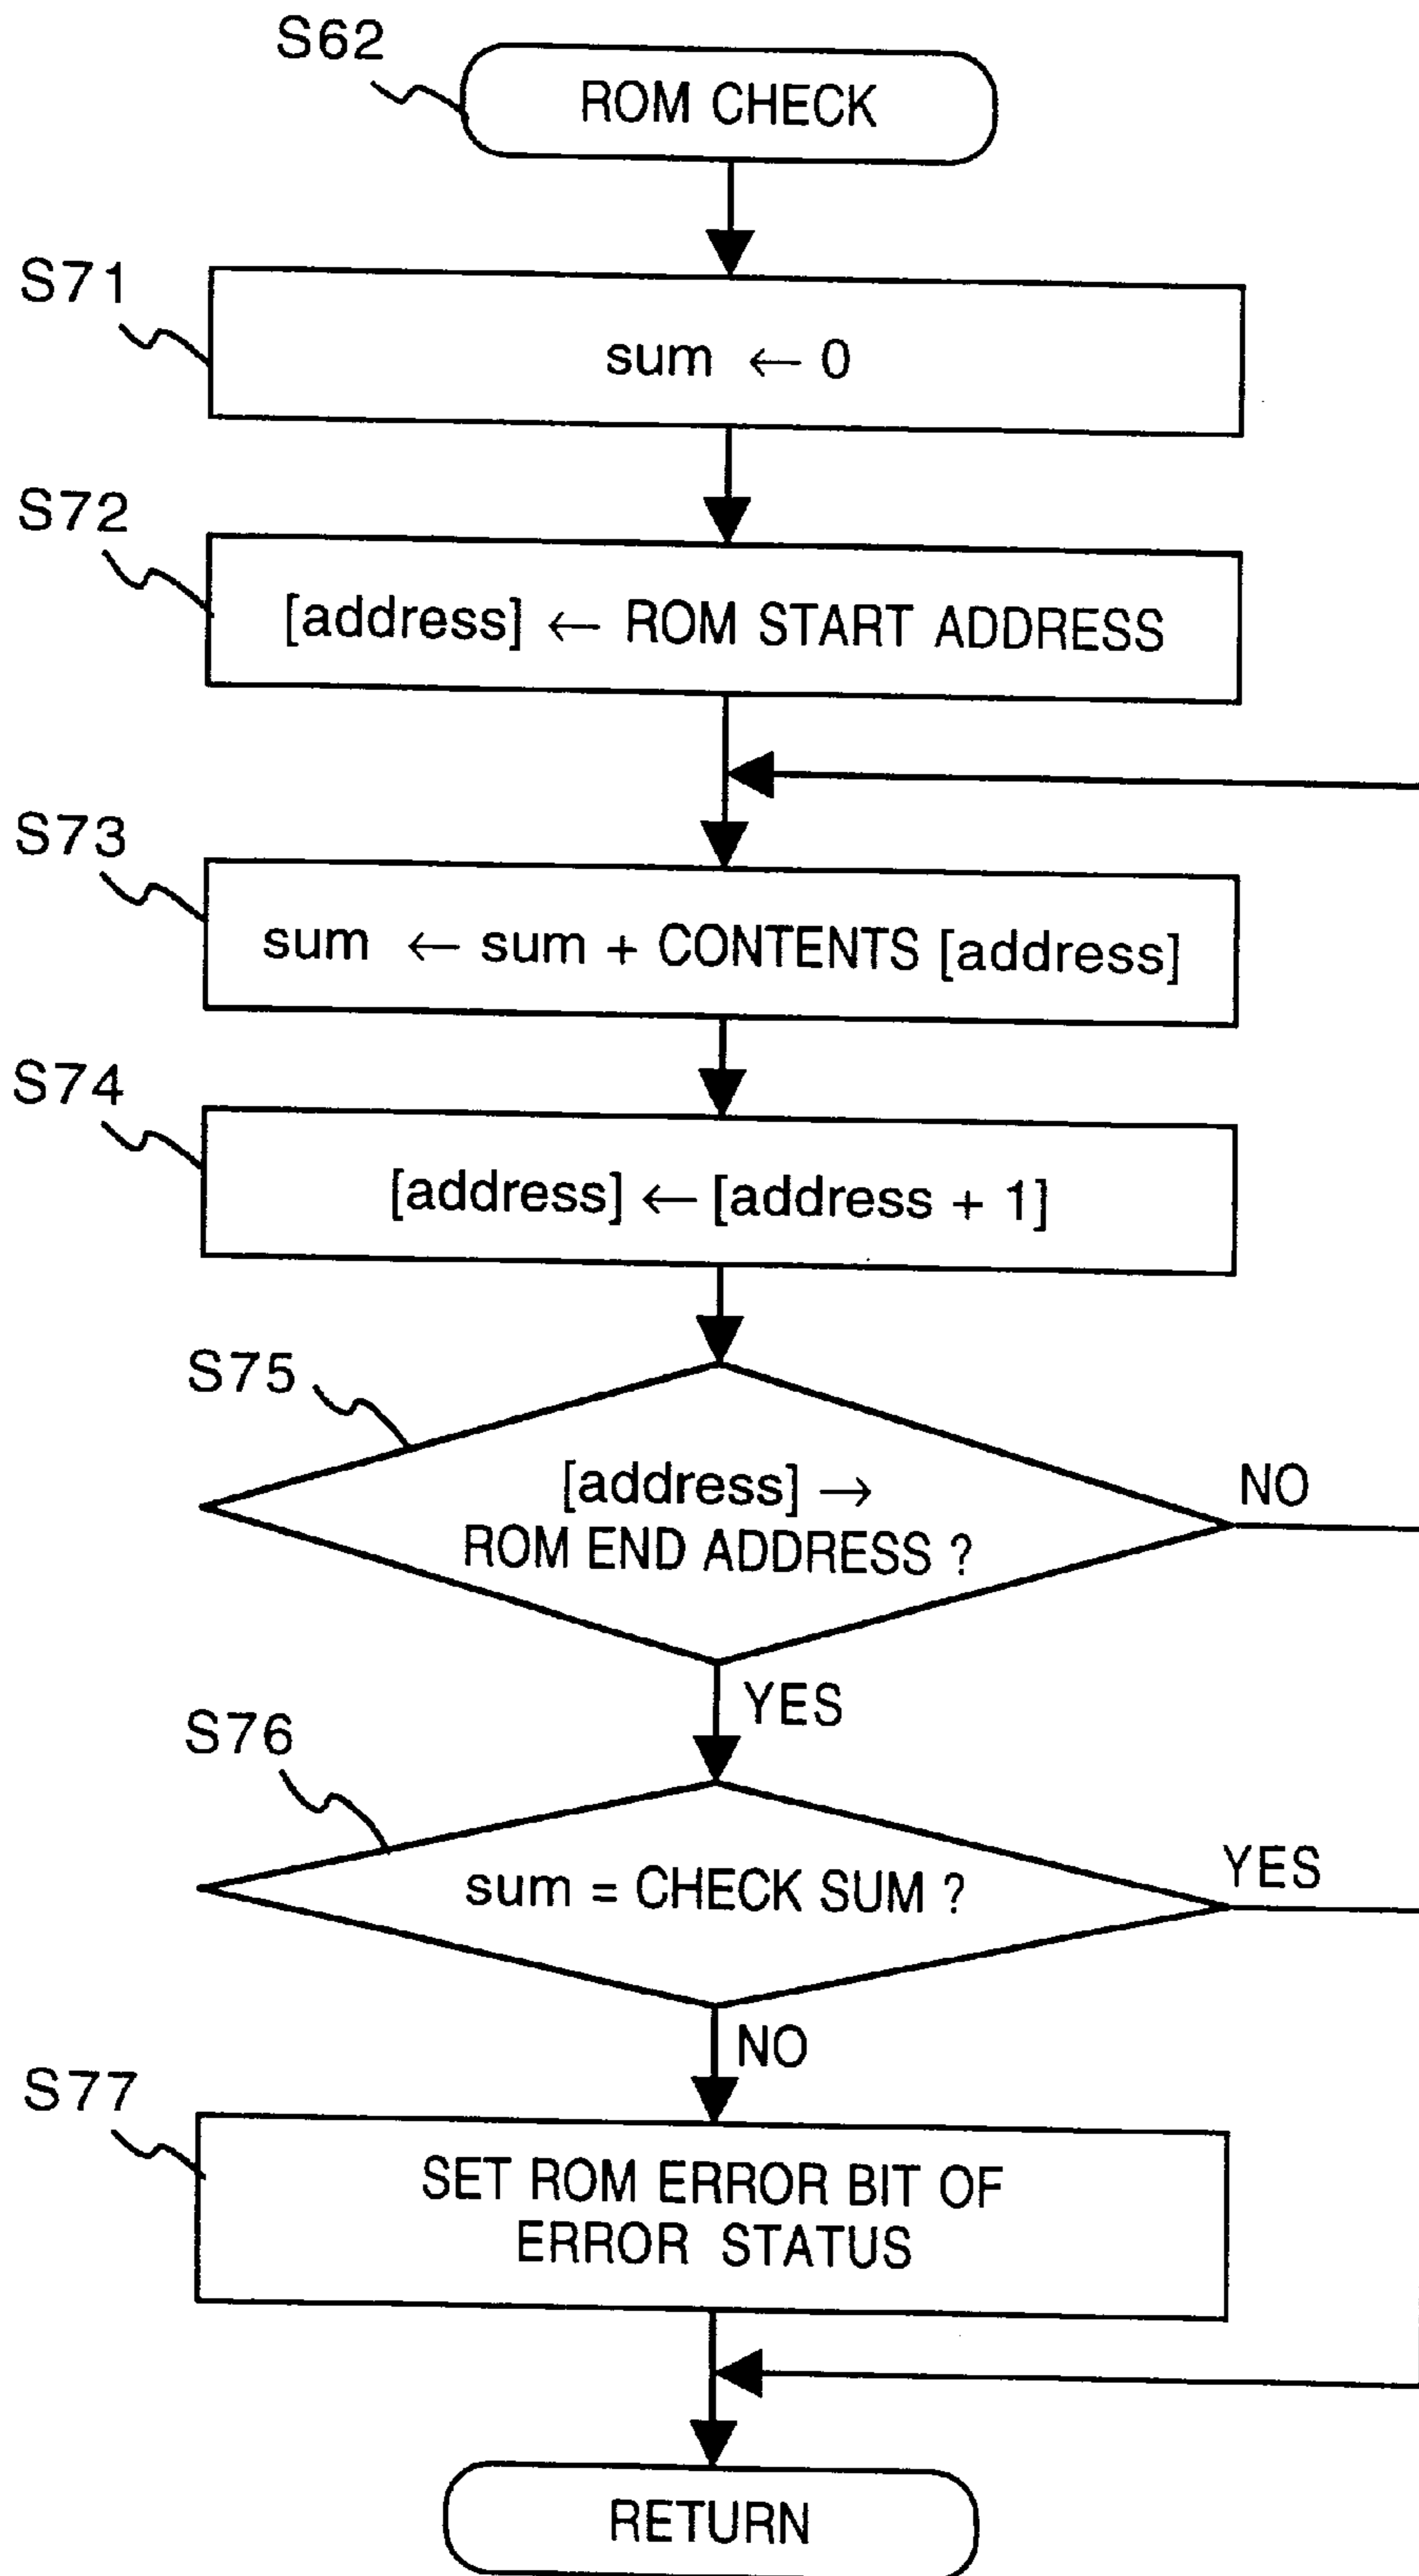 S62
ROM CHECK
S71
sum ← 0
S72
[address] ← ROM START ADDRESS
S73
sum ← sum + CONTENTS [address]
S74
[address] ← [address + 1]
S75
[address] →
ROM END ADDRESS ?
NO
YES
S76
sum = CHECK SUM ?
YES
NO
S77
SET ROM ERROR BIT OF
ERROR STATUS
RETURN